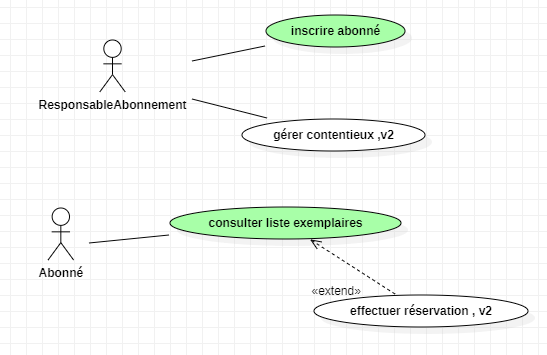 inscrire abonné
ResponsableAbonnement
gérer contentieux ,v2
consulter liste exemplaires
Abonné
«extend»
effectuer réservation , v2